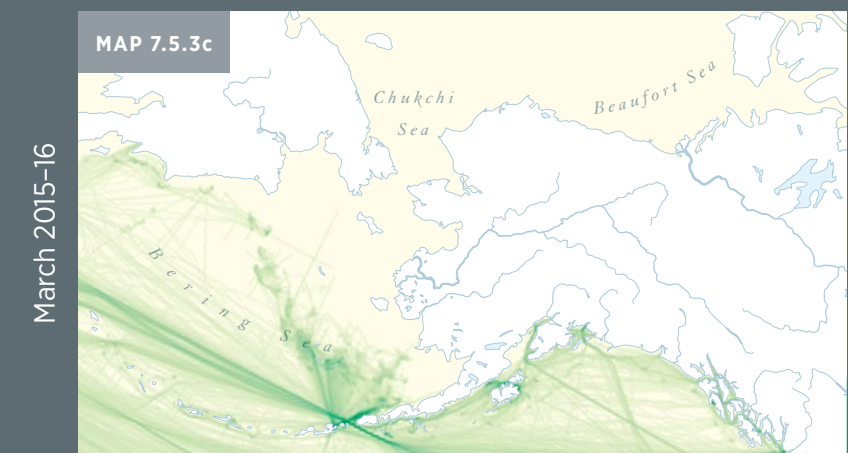 MAP 7.5.3c
March 2015–16
Chukchi
Sea
Beaufort Sea
Bering Sea